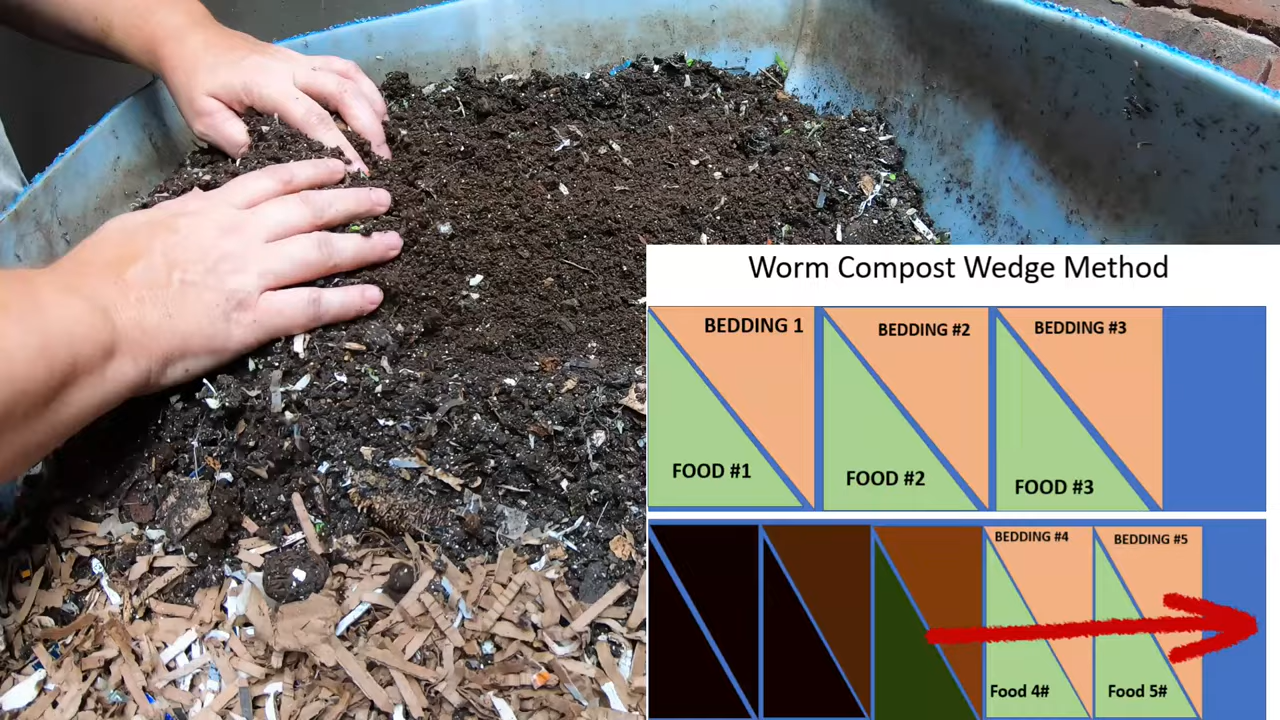 Worm Compost Wedge Method
BEDDING 1
BEDDING #2
BEDDING #3
FOOD #1
FOOD #2
FOOD #3
BEDDING #4
BEDDING #5
Food 4#
Food 5#